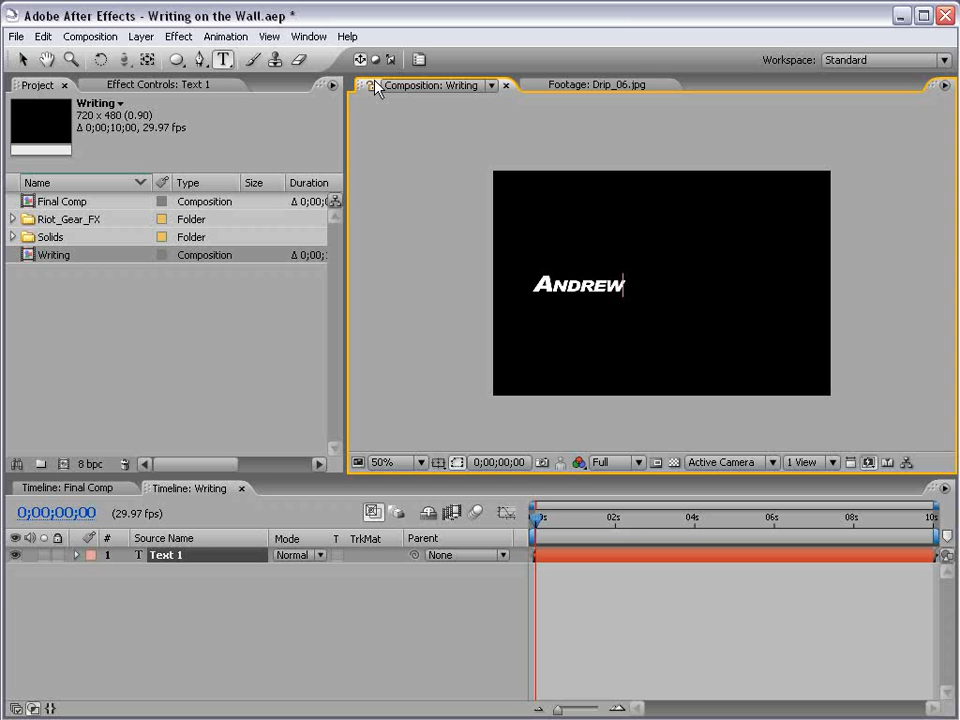 Adobe After Effects - Writing on the Wall.aep *
File Edit Composition Layer Effect Animation View Window Help
T Workspace: Standard
Project × Effect Controls: Text 1 Composition: Writing × Footage: Drip_06.jpg
Writing
720 x 480 (0.90)
Δ 0;00;10;00, 29.97 fps
Name Type Size Duration
Final Comp Composition Δ 0;00;
Riot_Gear_FX Folder
Solids Folder
Writing Composition Δ 0;00;
ANDREW
8 bpc 50% 0;00;00;00 Full Active Camera 1 View
Timeline: Final Comp Timeline: Writing ×
0;00;00;00 (29.97 fps)
02s 04s 06s 08s 10s
# Source Name Mode T TrkMat Parent
1 T Text 1 Normal None